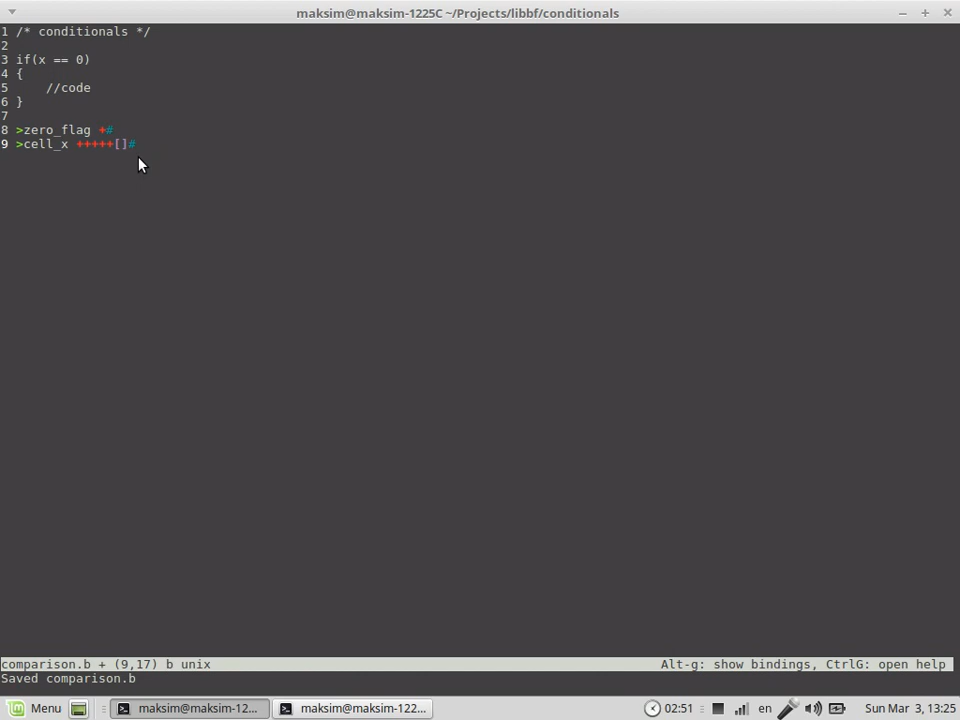 maksim@maksim-1225C ~/Projects/libbf/conditionals
1 /* conditionals */
2
3 if(x == 0)
4 {
5     //code
6 }
7
8 >zero_flag +#
9 >cell_x +++++[]#
comparison.b + (9,17) b unix Alt-g: show bindings, CtrlG: open help
Saved comparison.b
Menu maksim@maksim-12... maksim@maksim-122... 02:51 en Sun Mar 3, 13:25